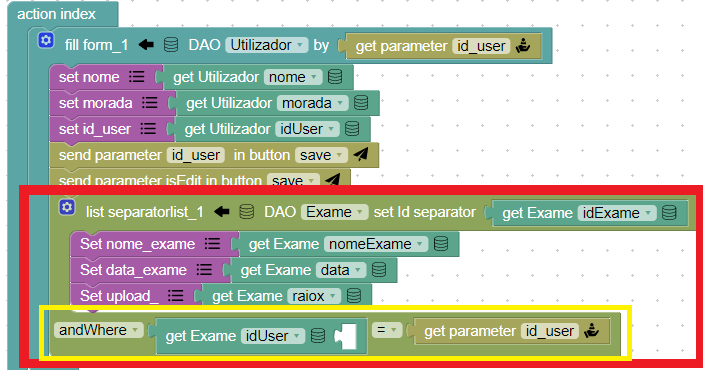 action index
fill form_1 DAO Utilizador by get parameter id_user
set nome get Utilizador nome
set morada get Utilizador morada
set id_user get Utilizador idUser
send parameter id_user in button save
send parameter isEdit in button save
list separatorlist_1 DAO Exame set Id separator get Exame idExame
Set nome_exame get Exame nomeExame
Set data_exame get Exame data
Set upload_ get Exame raiox
andWhere get Exame idUser = get parameter id_user